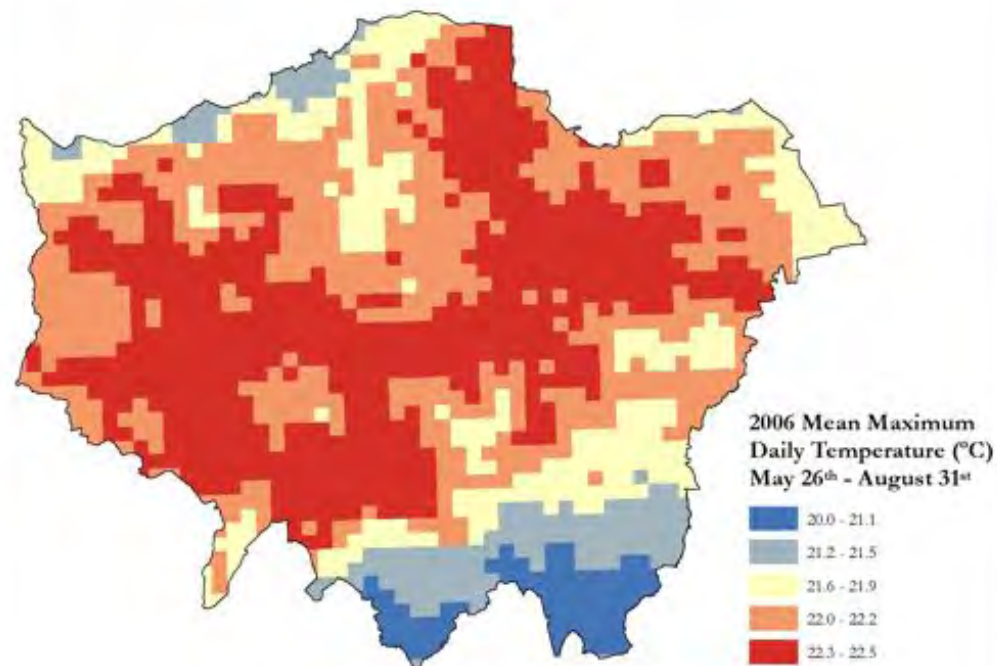 2006 Mean Maximum
Daily Temperature (°C)
May 26th - August 31st
20.0 - 21.1
21.2 - 21.5
21.6 - 21.9
22.0 - 22.2
22.3 - 22.5